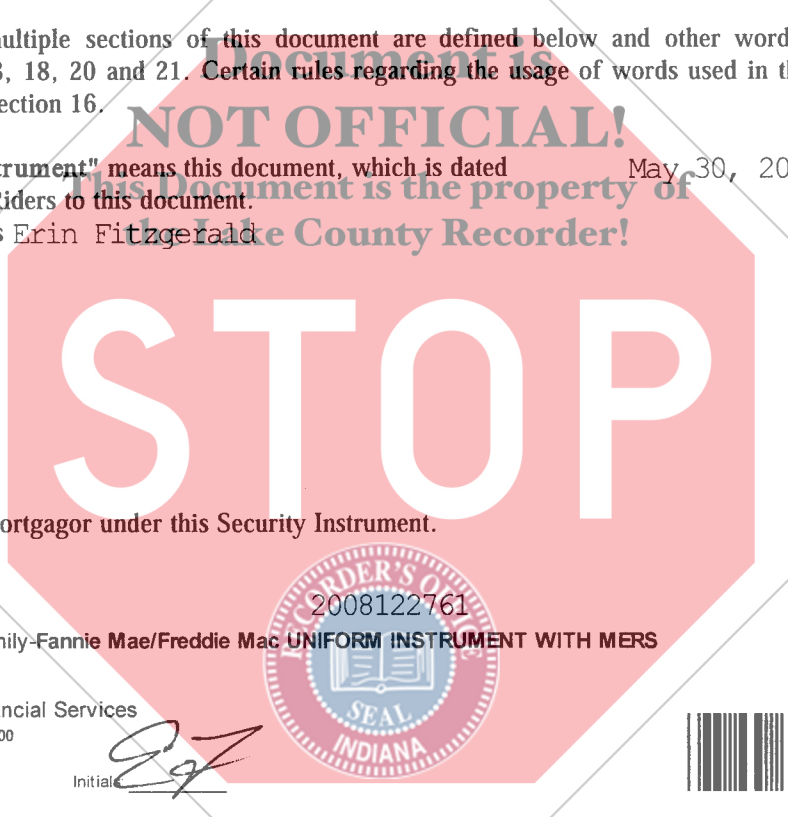 ultiple sections of this document are defined below and other word
3, 18, 20 and 21. Certain rules regarding the usage of words used in th
ection 16.
Document is
NOT OFFICIAL!
This Document is the property of
the Lake County Recorder!
trument" means this document, which is dated May 30, 20
Riders to this document.
s Erin Fitzgerald
STOP
ortgagor under this Security Instrument.
RECORDER'S OFFICE
2008122761
mily-Fannie Mae/Freddie Mac UNIFORM INSTRUMENT WITH MERS
SEAL
INDIANA
ncial Services
00
Initials: